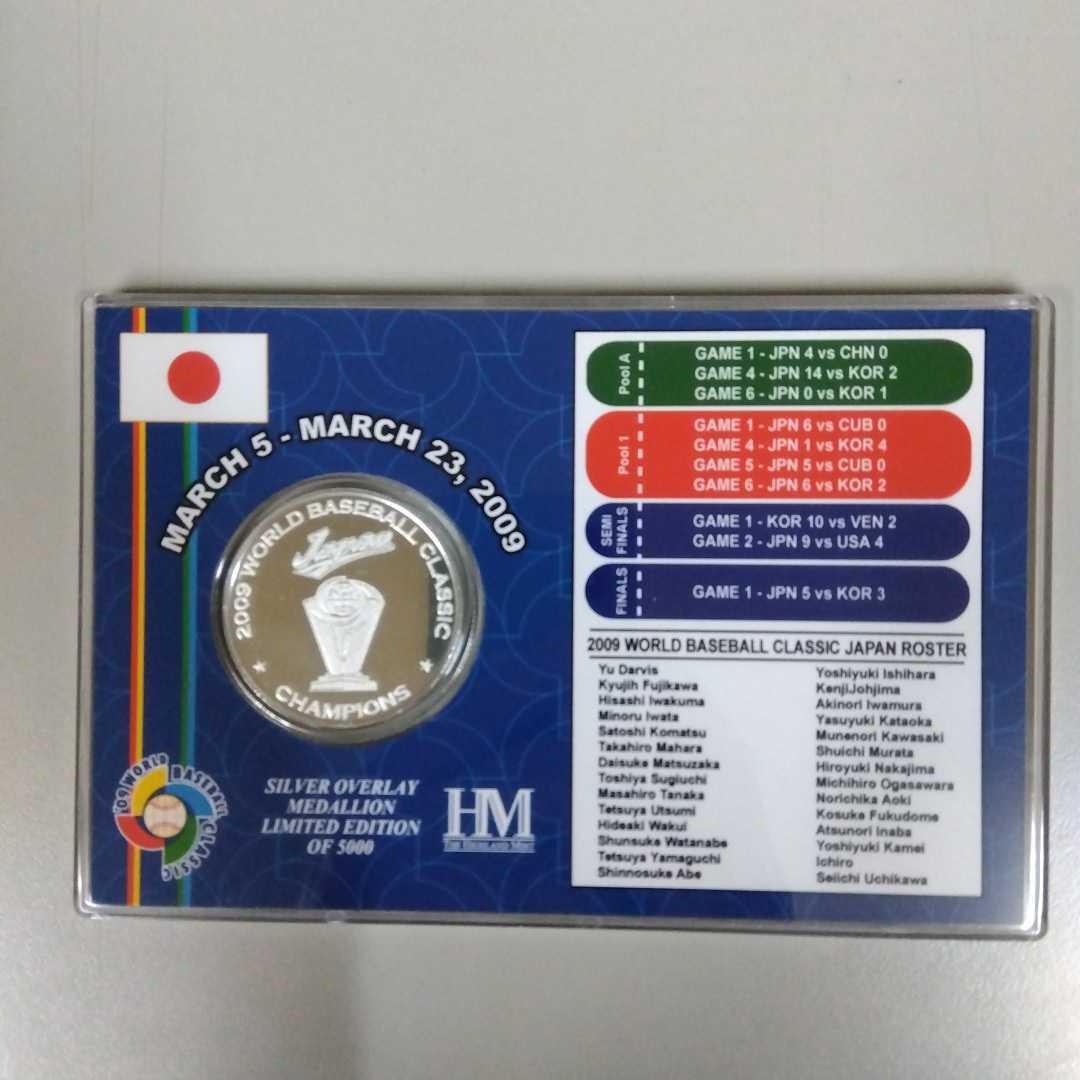 MARCH 5 - MARCH 23, 2009
2009 WORLD BASEBALL CLASSIC
Japan
CHAMPIONS
'09 WORLD BASEBALL CLASSIC
SILVER OVERLAY
MEDALLION
LIMITED EDITION
OF 5000
HM
THE HIGHLAND MINT
Pool A
GAME 1 - JPN 4 vs CHN 0
GAME 4 - JPN 14 vs KOR 2
GAME 6 - JPN 0 vs KOR 1
Pool 1
GAME 1 - JPN 6 vs CUB 0
GAME 4 - JPN 1 vs KOR 4
GAME 5 - JPN 5 vs CUB 0
GAME 6 - JPN 6 vs KOR 2
SEMI
FINALS
GAME 1 - KOR 10 vs VEN 2
GAME 2 - JPN 9 vs USA 4
FINALS
GAME 1 - JPN 5 vs KOR 3
2009 WORLD BASEBALL CLASSIC JAPAN ROSTER
Yu Darvis
Kyujih Fujikawa
Hisashi Iwakuma
Minoru Iwata
Satoshi Komatsu
Takahiro Mahara
Daisuke Matsuzaka
Toshiya Sugiuchi
Masahiro Tanaka
Tetsuya Utsumi
Hideaki Wakui
Shunsuke Watanabe
Tetsuya Yamaguchi
Shinnosuke Abe
Yoshiyuki Ishihara
KenjiJohjima
Akinori Iwamura
Yasuyuki Kataoka
Munenori Kawasaki
Shuichi Murata
Hiroyuki Nakajima
Michihiro Ogasawara
Norichika Aoki
Kosuke Fukudome
Atsunori Inaba
Yoshiyuki Kamei
Ichiro
Seiichi Uchikawa